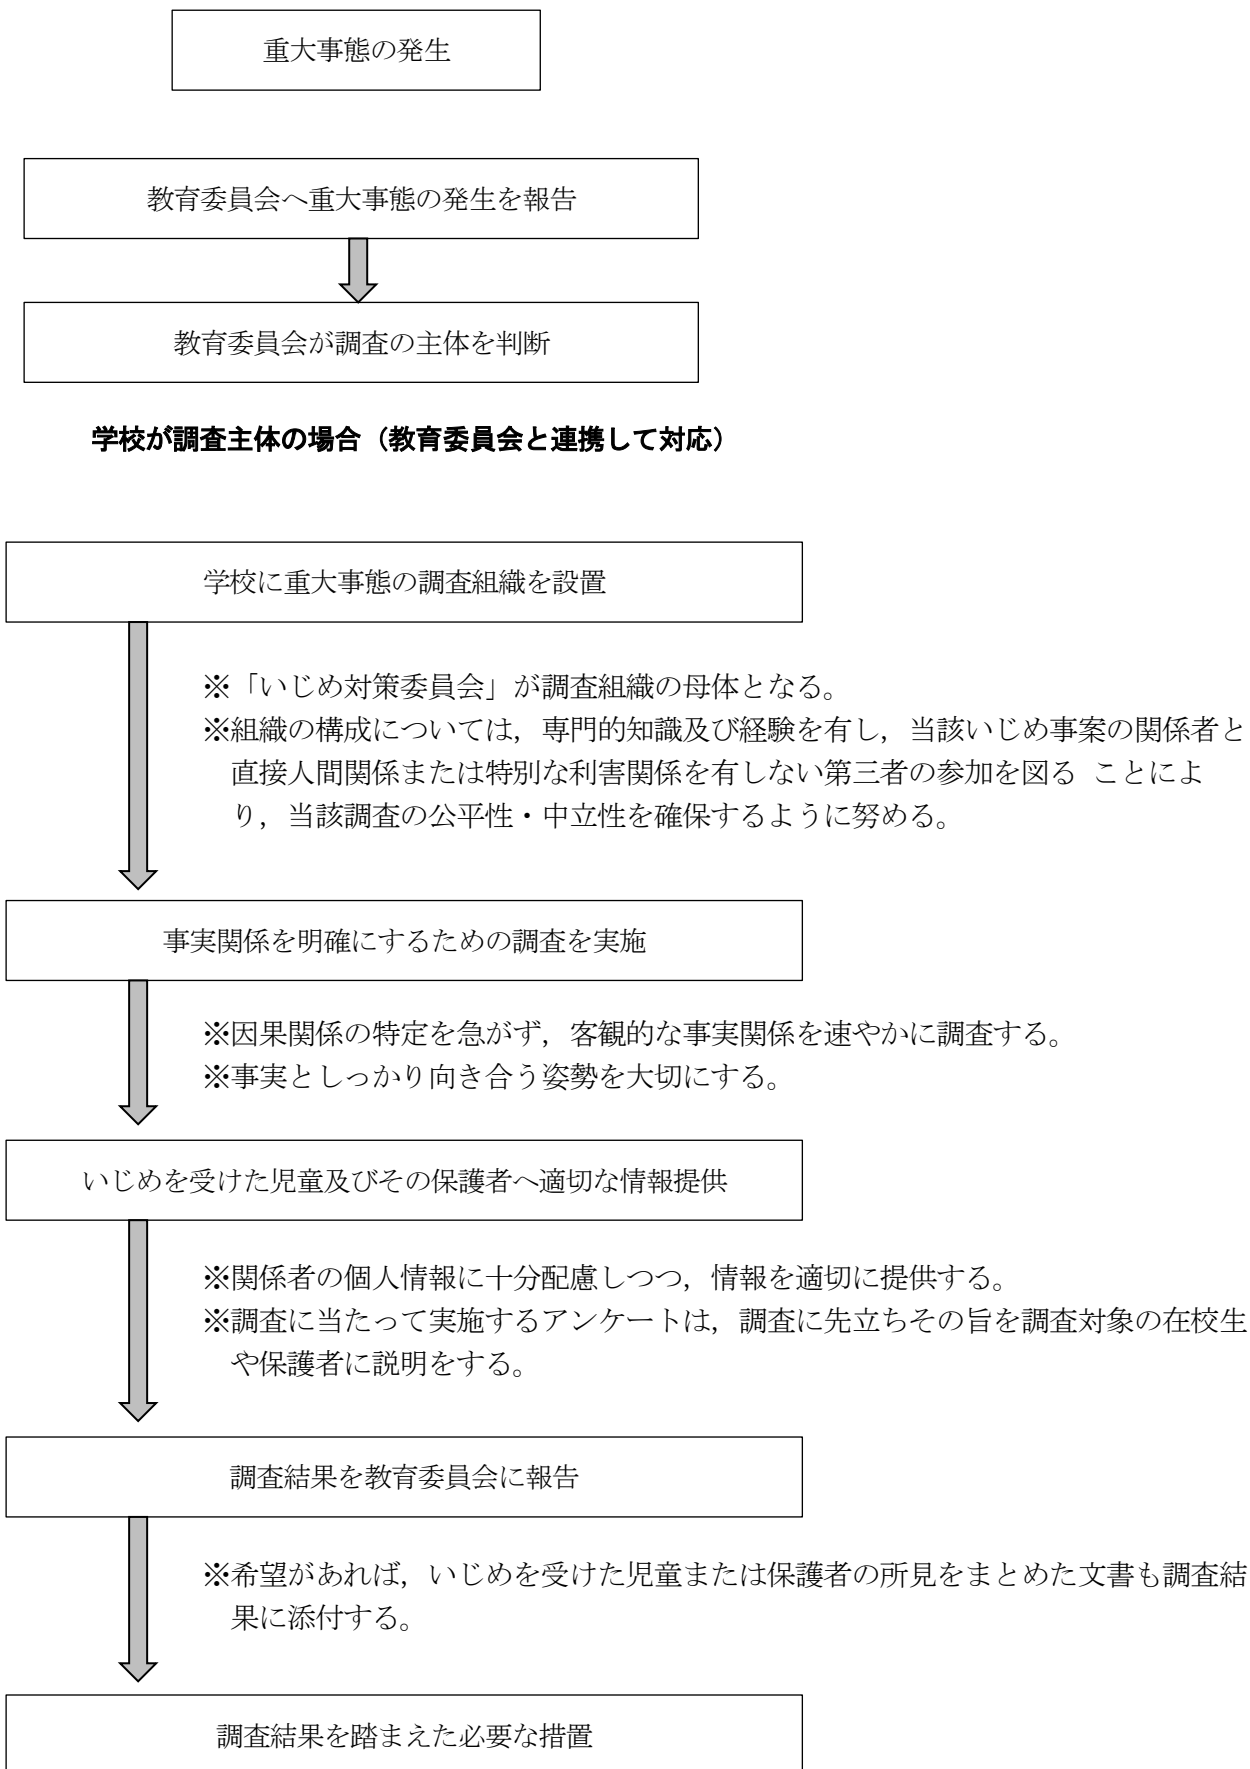 重大事態の発生
教育委員会へ重大事態の発生を報告
教育委員会が調査の主体を判断
学校が調査主体の場合（教育委員会と連携して対応）
学校に重大事態の調査組織を設置
※「いじめ対策委員会」が調査組織の母体となる。
※組織の構成については，専門的知識及び経験を有し，当該いじめ事案の関係者と
直接人間関係または特別な利害関係を有しない第三者の参加を図る ことによ
り，当該調査の公平性・中立性を確保するように努める。
事実関係を明確にするための調査を実施
※因果関係の特定を急がず，客観的な事実関係を速やかに調査する。
※事実としっかり向き合う姿勢を大切にする。
いじめを受けた児童及びその保護者へ適切な情報提供
※関係者の個人情報に十分配慮しつつ，情報を適切に提供する。
※調査に当たって実施するアンケートは，調査に先立ちその旨を調査対象の在校生
や保護者に説明をする。
調査結果を教育委員会に報告
※希望があれば，いじめを受けた児童または保護者の所見をまとめた文書も調査結
果に添付する。
調査結果を踏まえた必要な措置